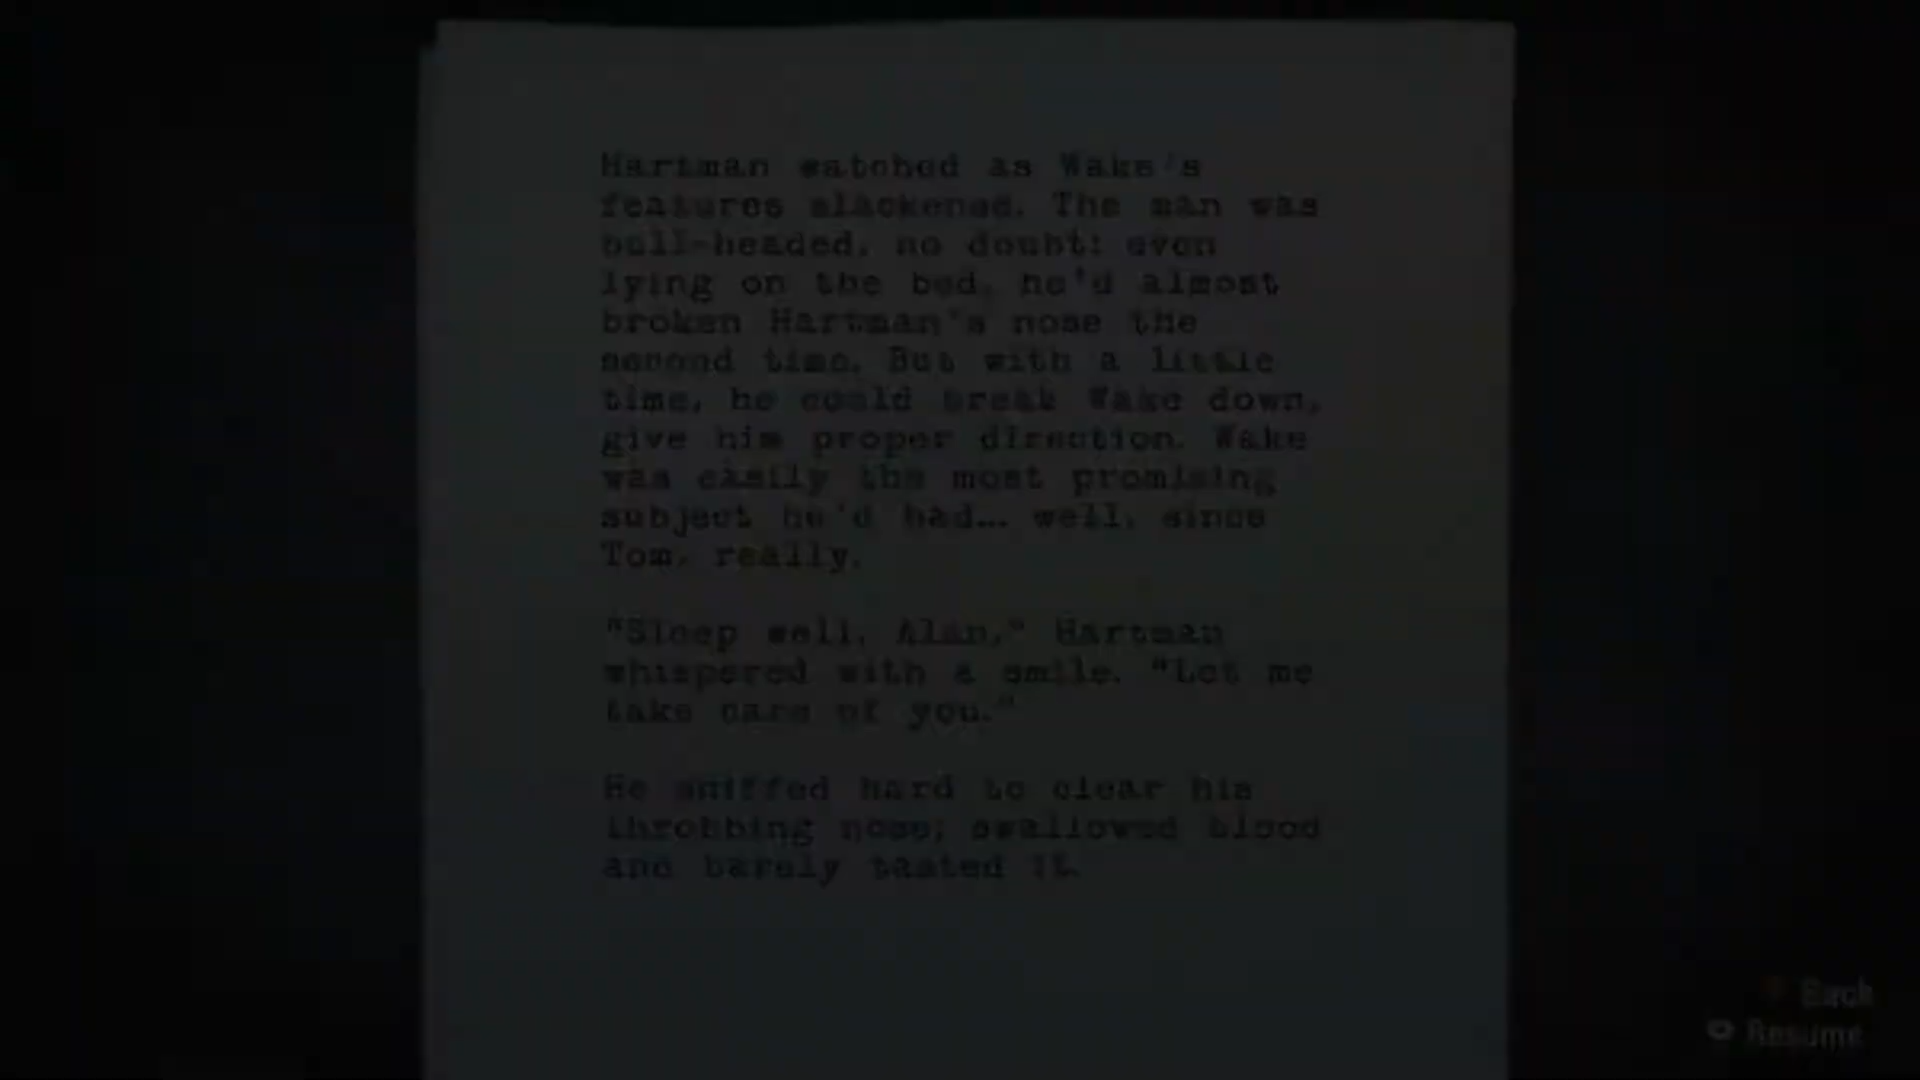 Hartman watched as Wake's
features slackened. The man was
bull-headed, no doubt: even
lying on the bed, he'd almost
broken Hartman's nose the
second time. But with a little
time, he could break Wake down,
give him proper direction. Wake
was easily the most promising
subject he'd had… well, since
Tom, really.
"Sleep well, Alan," Hartman
whispered with a smile. "Let me
take care of you."
He sniffed hard to clear his
throbbing nose; swallowed blood
and barely tasted it.
Back
Resume